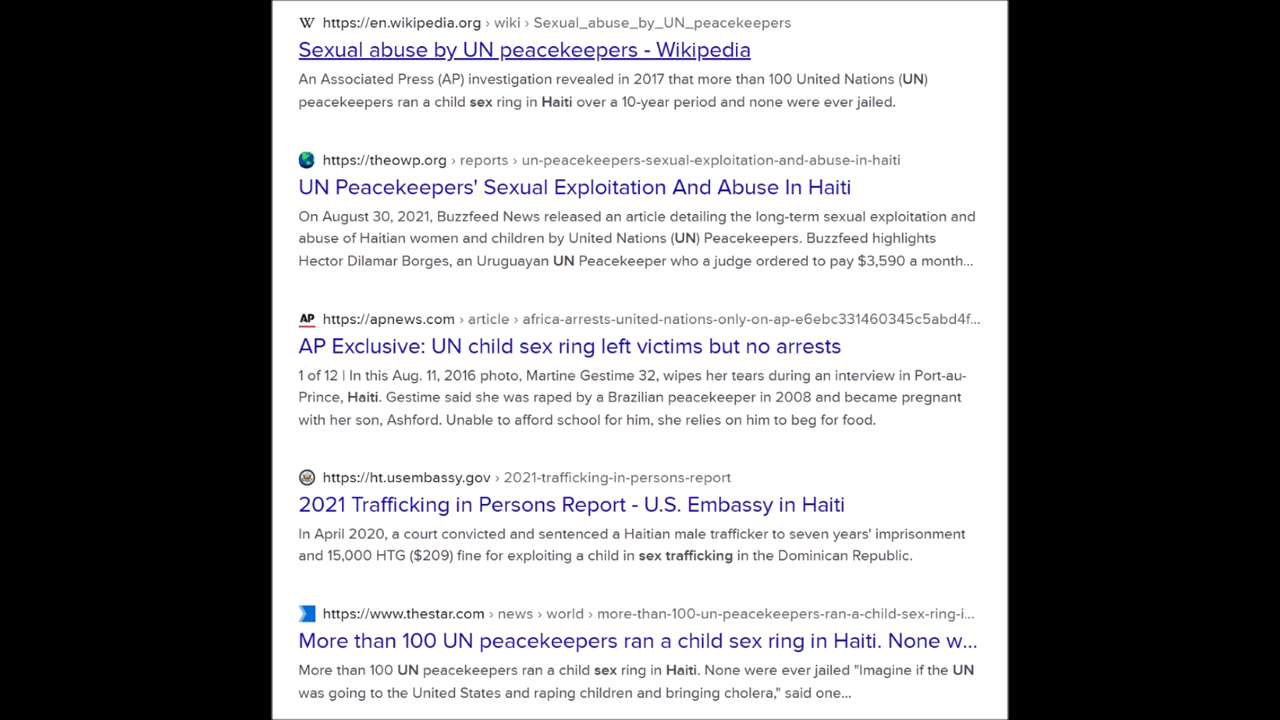 https://en.wikipedia.org › wiki › Sexual_abuse_by_UN_peacekeepers
Sexual abuse by UN peacekeepers - Wikipedia
An Associated Press (AP) investigation revealed in 2017 that more than 100 United Nations (UN)
peacekeepers ran a child sex ring in Haiti over a 10-year period and none were ever jailed.
https://theowp.org › reports › un-peacekeepers-sexual-exploitation-and-abuse-in-haiti
UN Peacekeepers' Sexual Exploitation And Abuse In Haiti
On August 30, 2021, Buzzfeed News released an article detailing the long-term sexual exploitation and
abuse of Haitian women and children by United Nations (UN) Peacekeepers. Buzzfeed highlights
Hector Dilamar Borges, an Uruguayan UN Peacekeeper who a judge ordered to pay $3,590 a month...
AP https://apnews.com › article › africa-arrests-united-nations-only-on-ap-e6ebc331460345c5abd4f...
AP Exclusive: UN child sex ring left victims but no arrests
1 of 12 | In this Aug. 11, 2016 photo, Martine Gestime 32, wipes her tears during an interview in Port-au-
Prince, Haiti. Gestime said she was raped by a Brazilian peacekeeper in 2008 and became pregnant
with her son, Ashford. Unable to afford school for him, she relies on him to beg for food.
https://ht.usembassy.gov › 2021-trafficking-in-persons-report
2021 Trafficking in Persons Report - U.S. Embassy in Haiti
In April 2020, a court convicted and sentenced a Haitian male trafficker to seven years' imprisonment
and 15,000 HTG ($209) fine for exploiting a child in sex trafficking in the Dominican Republic.
https://www.thestar.com › news › world › more-than-100-un-peacekeepers-ran-a-child-sex-ring-i...
More than 100 UN peacekeepers ran a child sex ring in Haiti. None w...
More than 100 UN peacekeepers ran a child sex ring in Haiti. None were ever jailed "Imagine if the UN
was going to the United States and raping children and bringing cholera," said one...